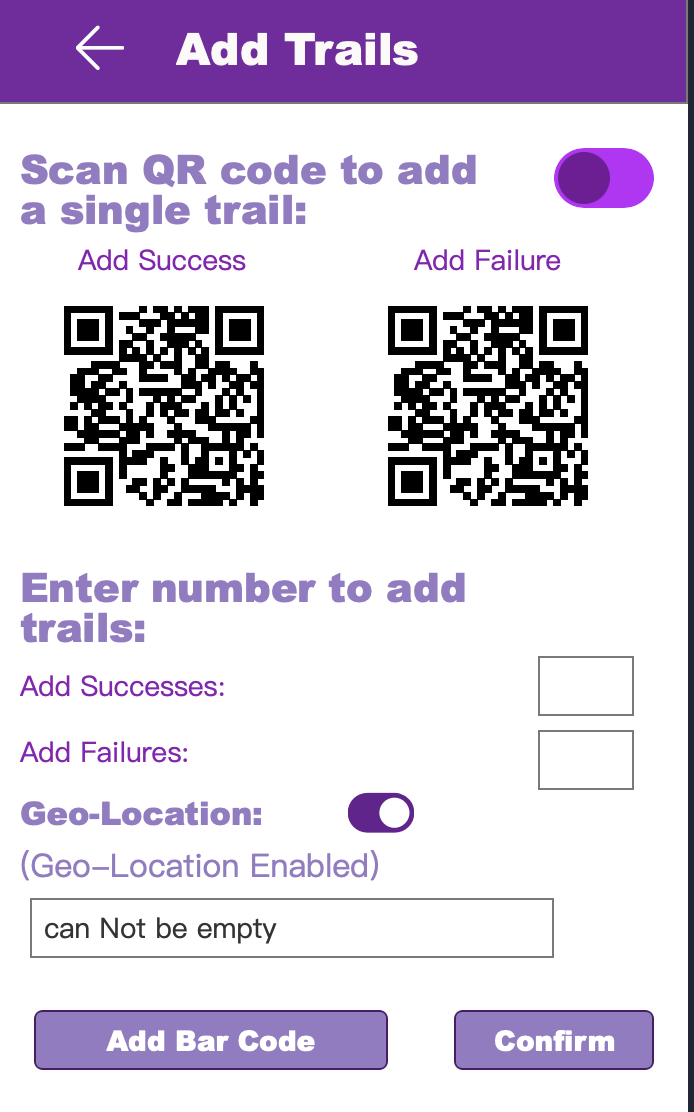 Add Trails
Scan QR code to add
a single trail:
Add Success
Add Failure
Enter number to add
trails:
Add Successes:
Add Failures:
Geo-Location:
(Geo–Location Enabled)
can Not be empty
Add Bar Code
Confirm